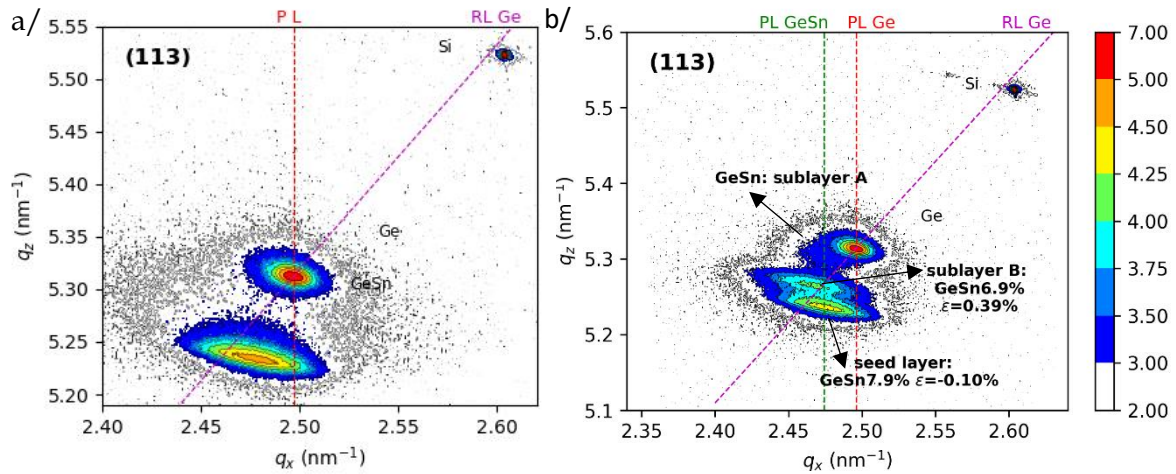 a/
P L
RL Ge
(113)
Si
Ge
GeSn
5.55
5.50
5.45
5.40
5.35
5.30
5.25
5.20
q_z (nm⁻¹)
2.40
2.45
2.50
2.55
2.60
q_x (nm⁻¹)
b/
PL GeSn
PL Ge
RL Ge
(113)
Si
GeSn: sublayer A
Ge
sublayer B:
GeSn6.9%
ε=0.39%
seed layer:
GeSn7.9% ε=-0.10%
5.6
5.5
5.4
5.3
5.2
5.1
q_z (nm⁻¹)
2.35
2.40
2.45
2.50
2.55
2.60
q_x (nm⁻¹)
7.00
5.00
4.50
4.25
4.00
3.75
3.50
3.00
2.00